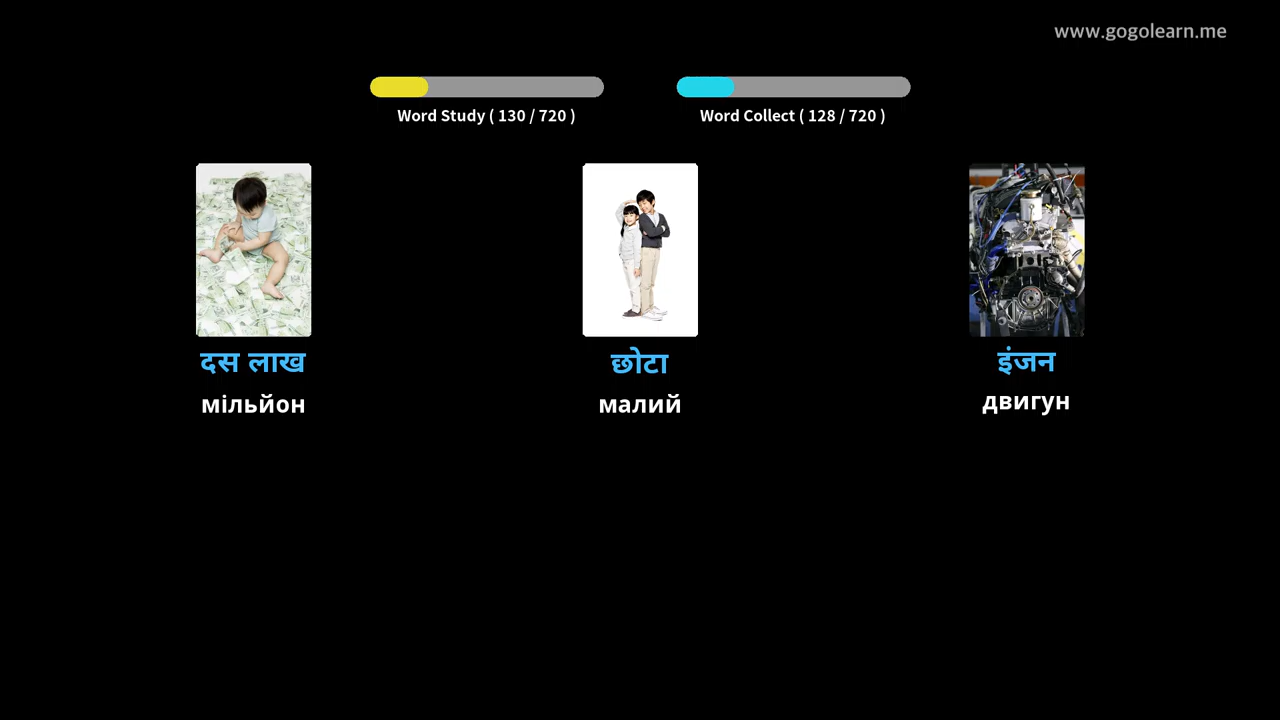 www.gogolearn.me
Word Study ( 130 / 720 )
Word Collect ( 128 / 720 )
दस लाख
छोटा
इंजन
мільйон
малий
двигун